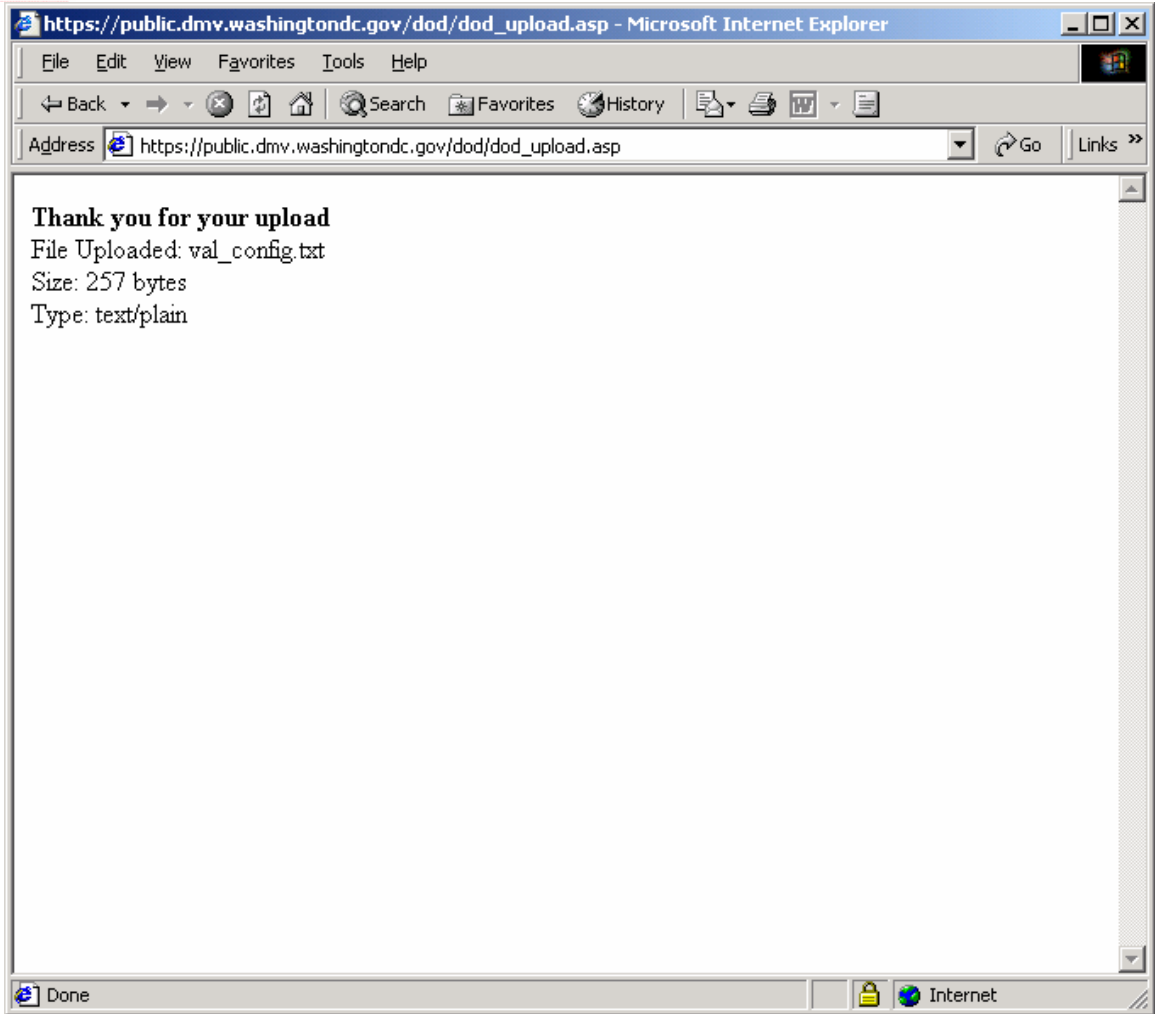 https://public.dmv.washingtondc.gov/dod/dod_upload.asp - Microsoft Internet Explorer
File Edit View Favorites Tools Help
Back Search Favorites History
Address https://public.dmv.washingtondc.gov/dod/dod_upload.asp Go Links »
Thank you for your upload
File Uploaded: val_config.txt
Size: 257 bytes
Type: text/plain
Done Internet